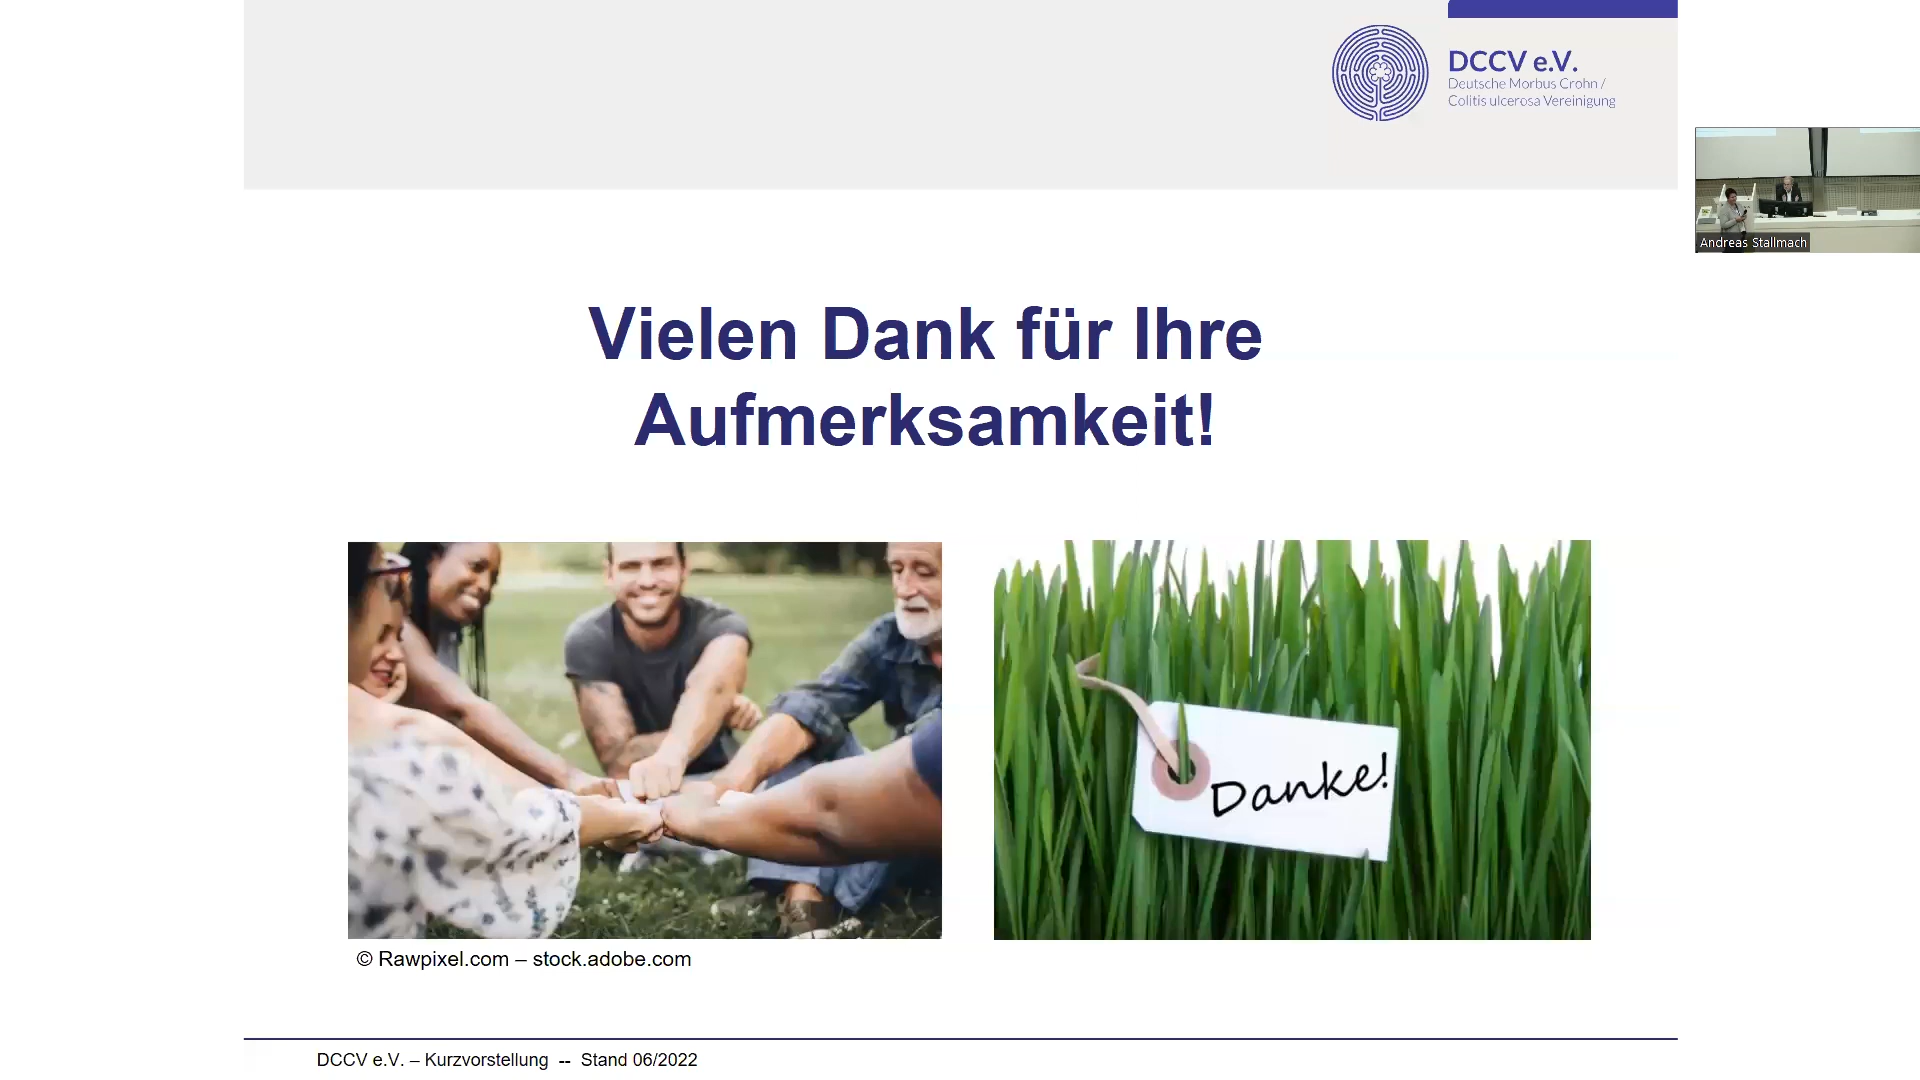 DCCV e.V.
Deutsche Morbus Crohn /
Colitis ulcerosa Vereinigung
Andreas Stallmach
Vielen Dank für Ihre
Aufmerksamkeit!
Danke!
© Rawpixel.com – stock.adobe.com
DCCV e.V. – Kurzvorstellung -- Stand 06/2022